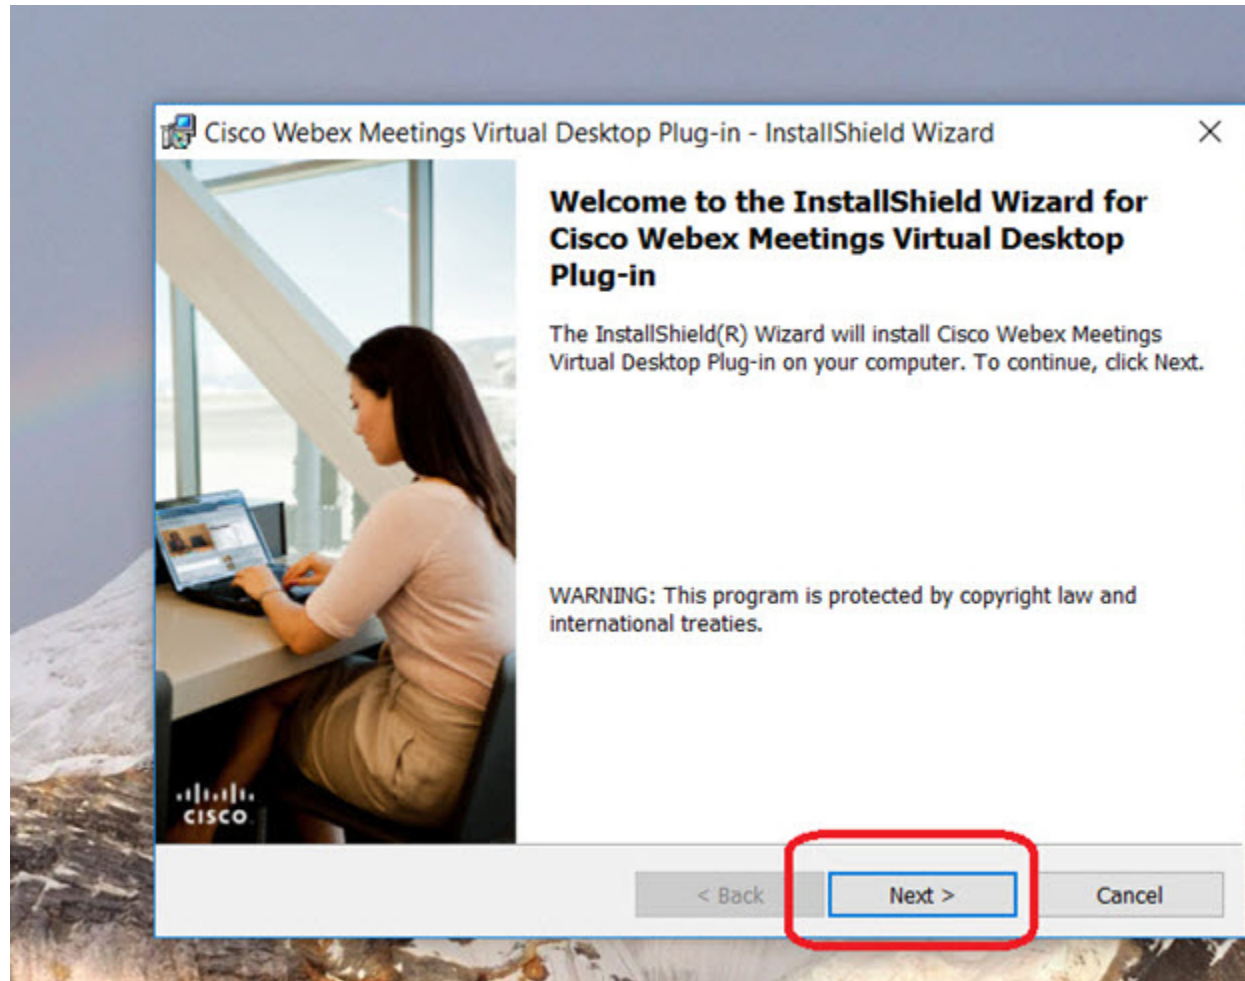 Cisco Webex Meetings Virtual Desktop Plug-in - InstallShield Wizard
Welcome to the InstallShield Wizard for
Cisco Webex Meetings Virtual Desktop
Plug-in
The InstallShield(R) Wizard will install Cisco Webex Meetings
Virtual Desktop Plug-in on your computer. To continue, click Next.
WARNING: This program is protected by copyright law and
international treaties.
CISCO
< Back
Next >
Cancel